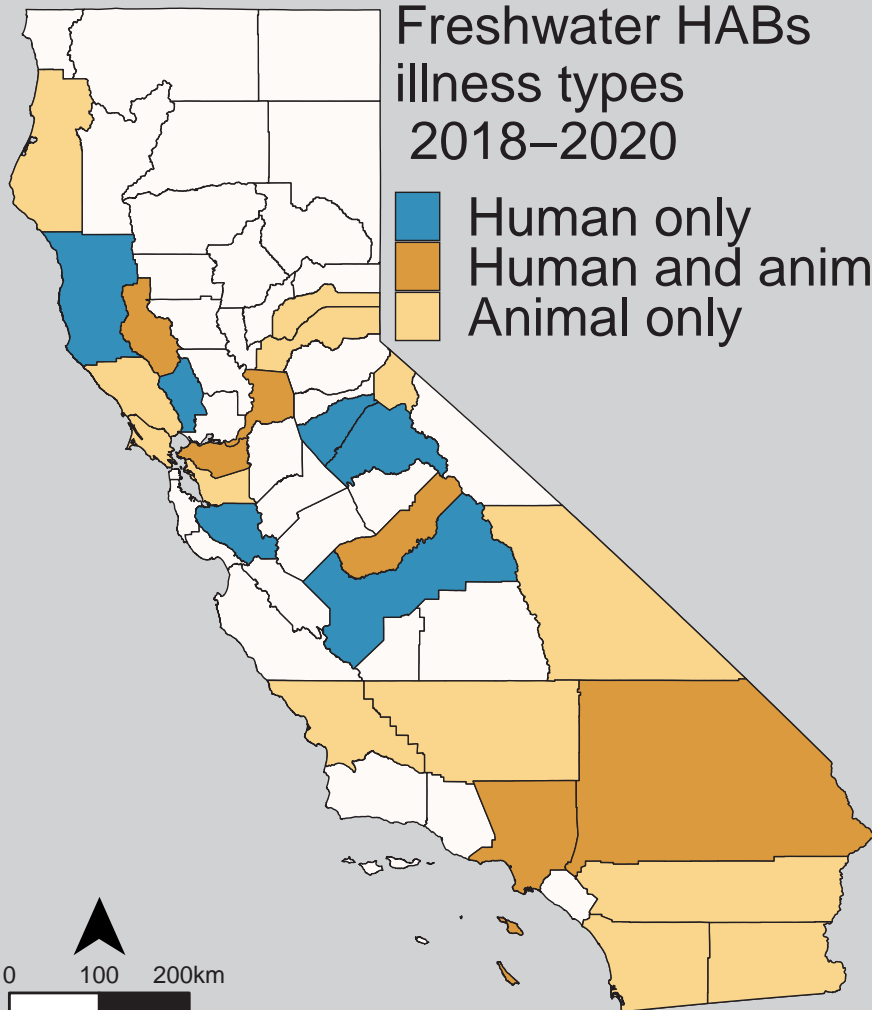 Freshwater HABs
illness types
2018–2020
Human only
Human and anim
Animal only
0 100 200km